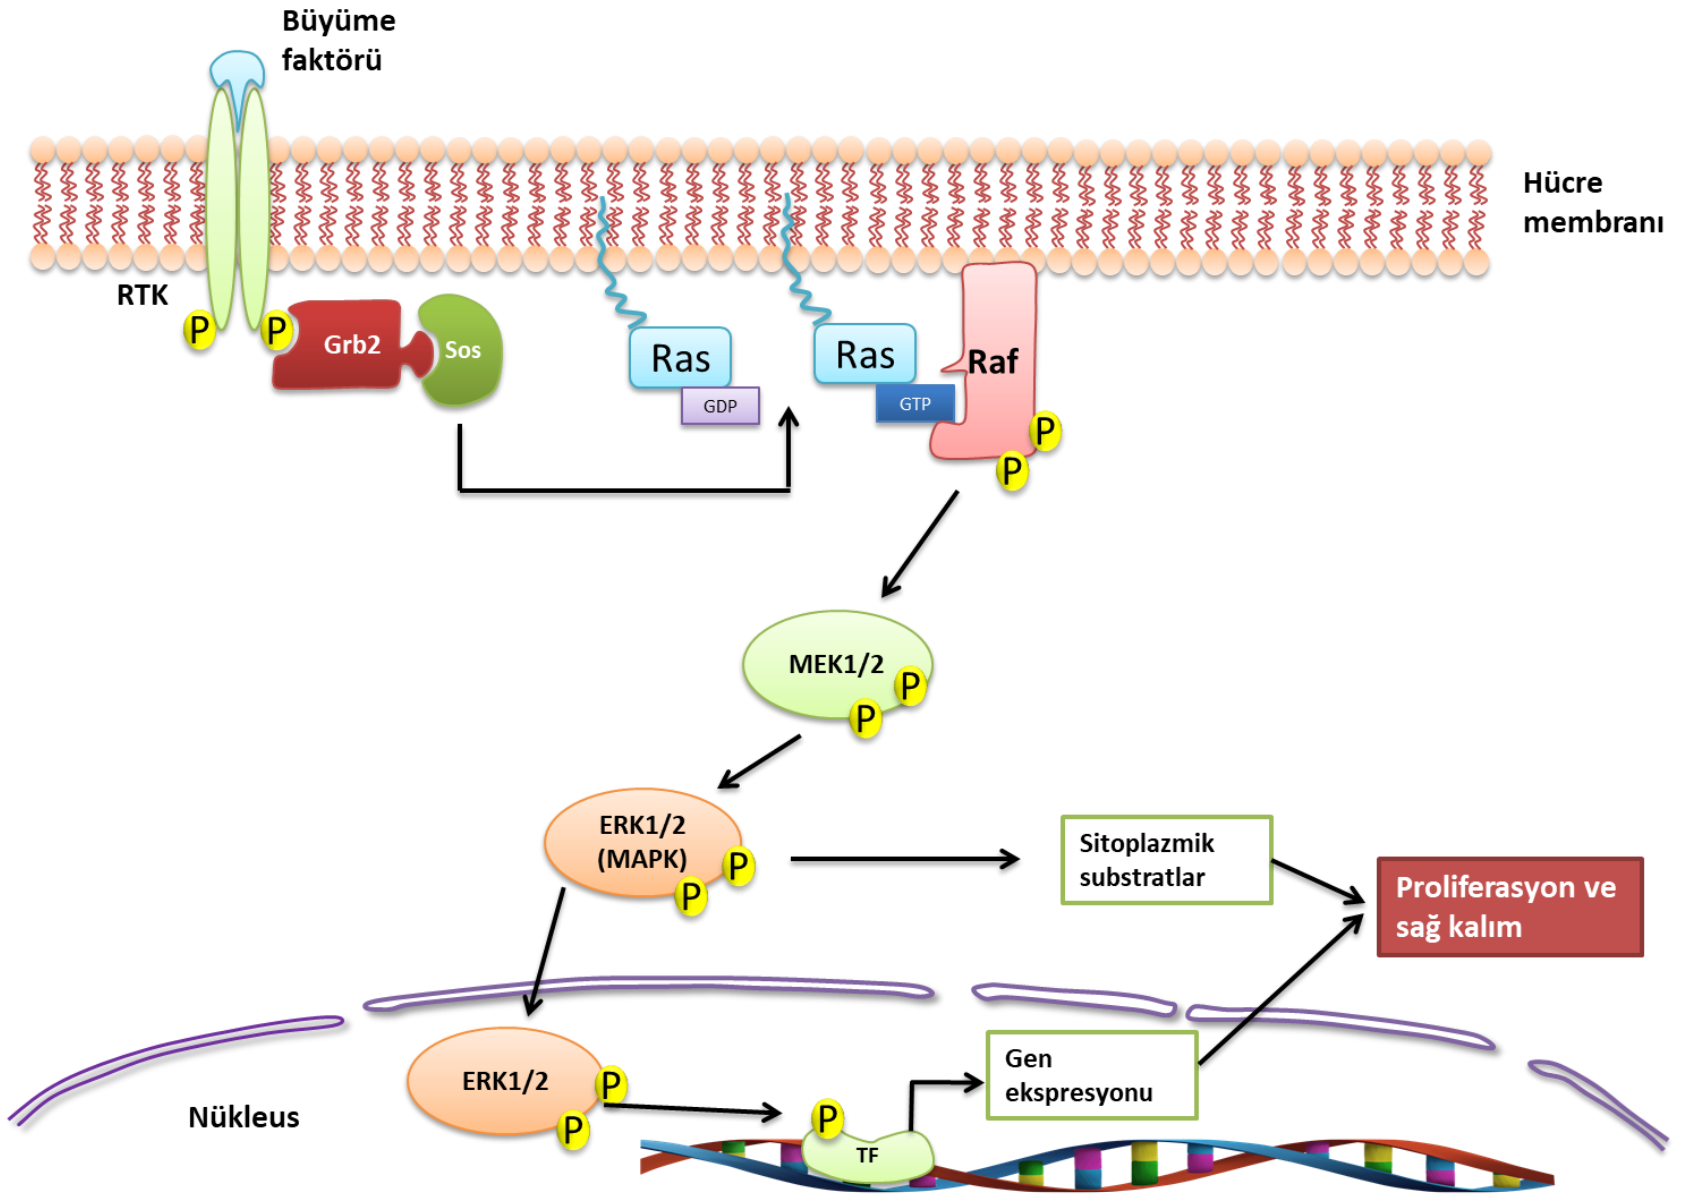 Büyüme
faktörü
Hücre
membranı
RTK
P
P
Grb2
Sos
Ras
GDP
Ras
GTP
Raf
P
P
MEK1/2
P
P
ERK1/2
(MAPK)
P
P
Sitoplazmik
substratlar
Proliferasyon ve
sağ kalım
Nükleus
ERK1/2
P
P
P
TF
Gen
ekspresyonu